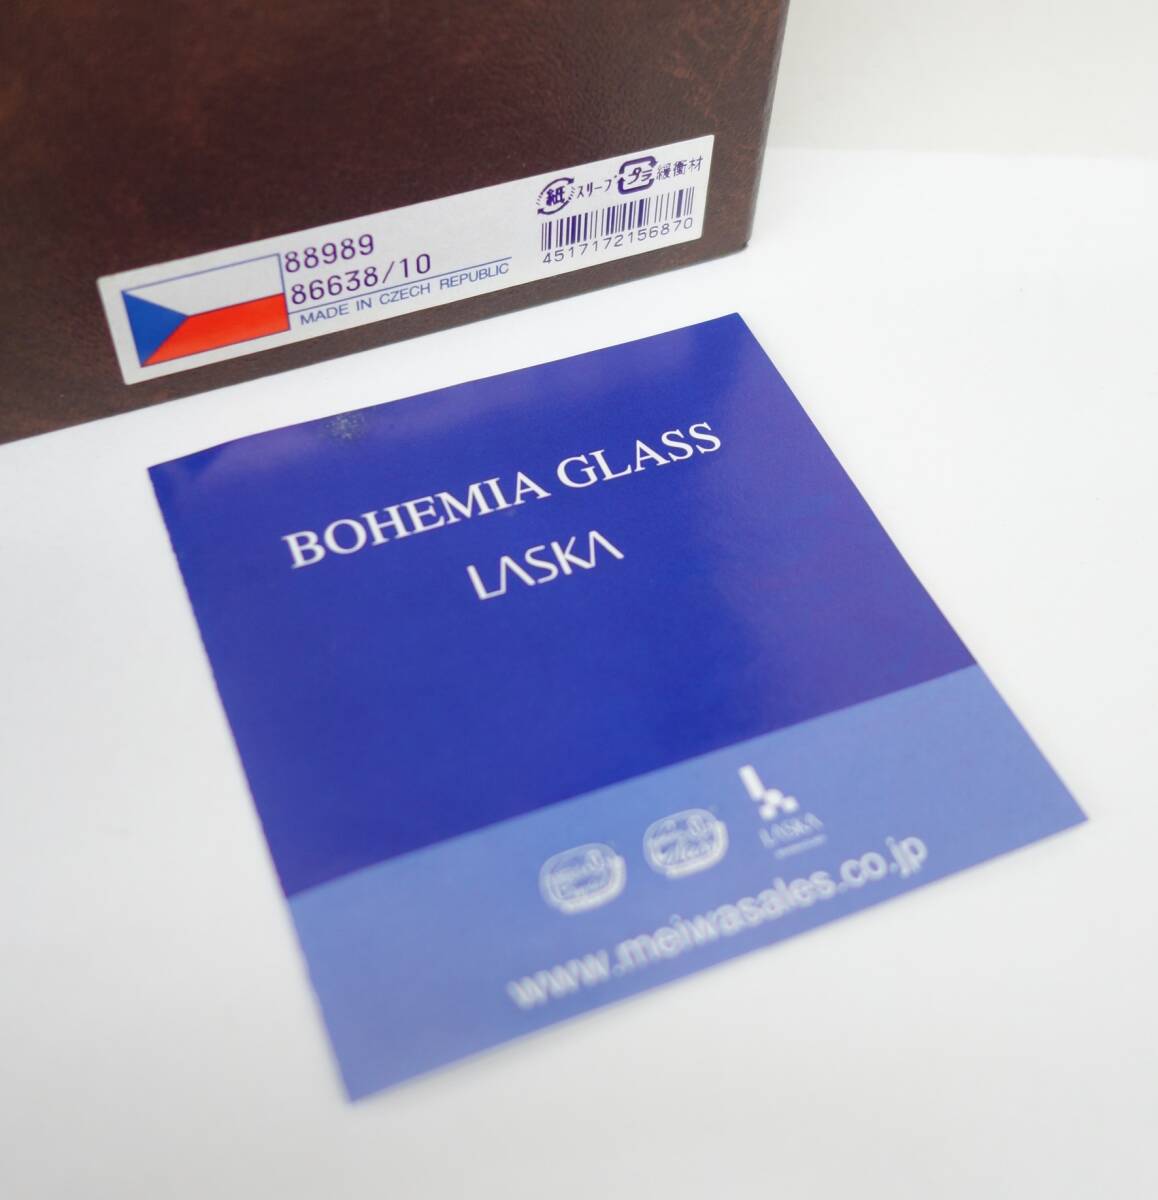 88989
86638/10
MADE IN CZECH REPUBLIC
紙 スリーブ プラ 緩衝材
4517172156870
BOHEMIA GLASS
LASKA
LASKA
www.meiwasales.co.jp